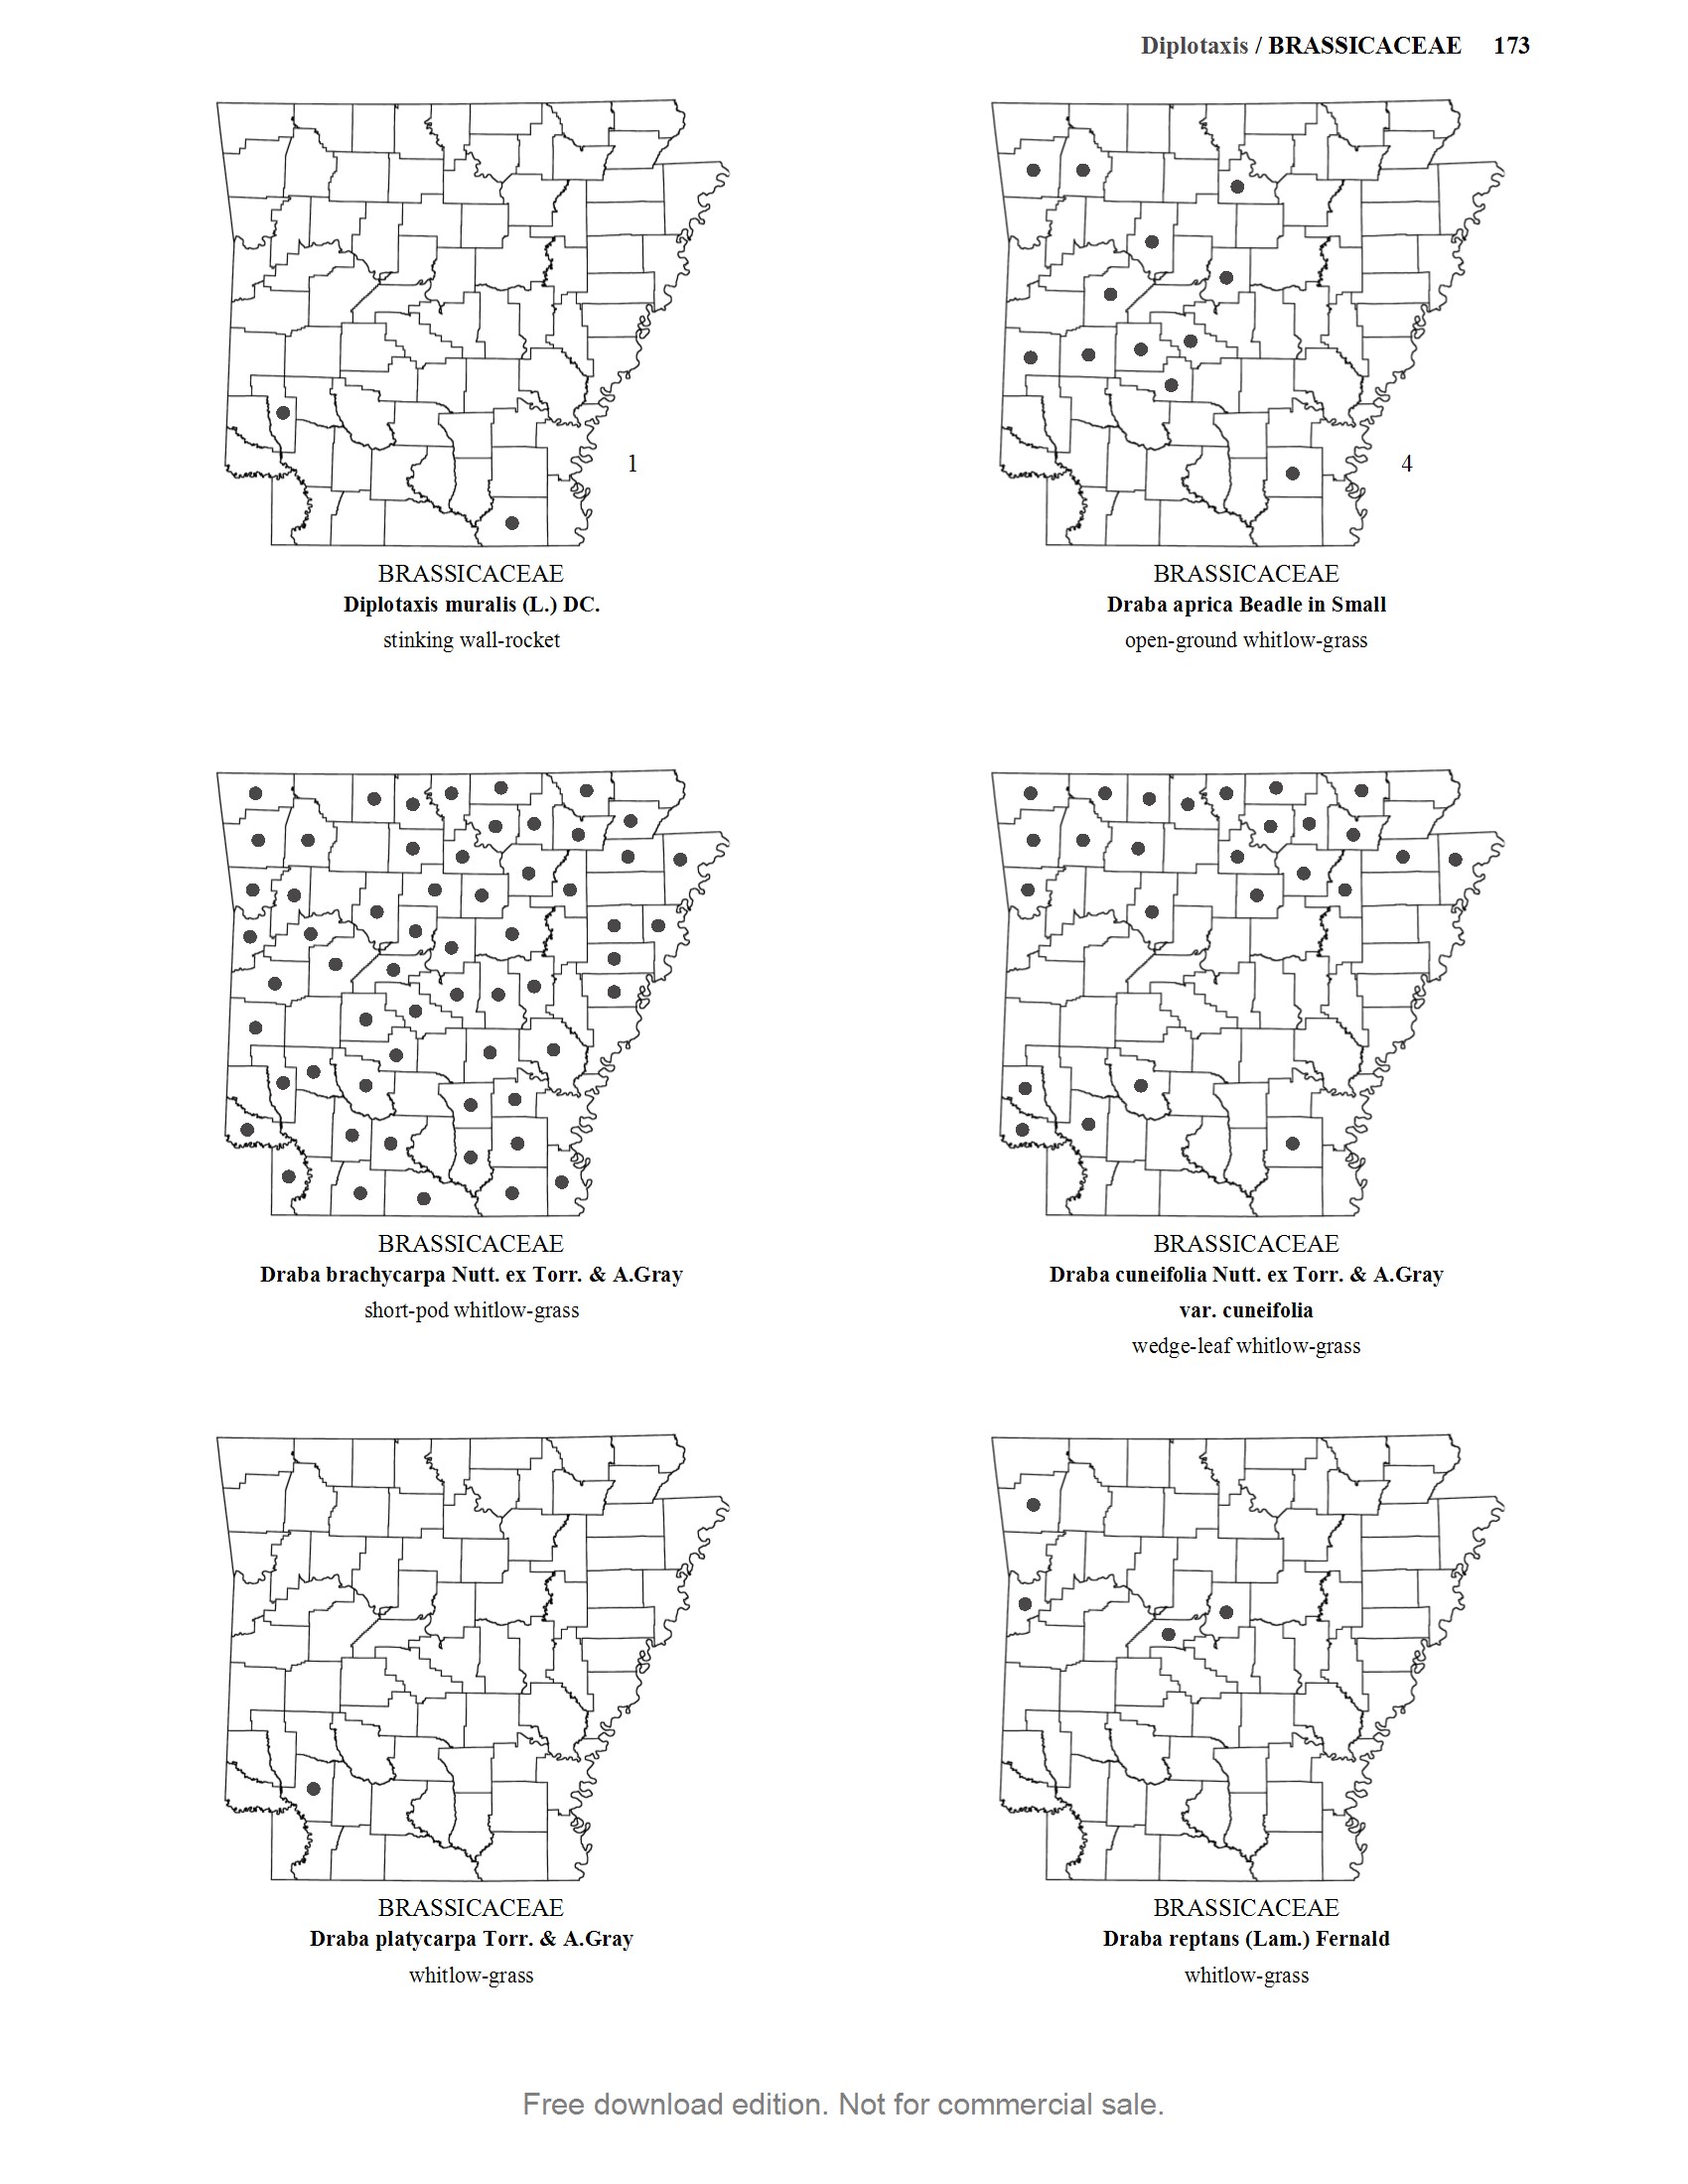 Diplotaxis / BRASSICACEAE 173
1
BRASSICACEAE
Diplotaxis muralis (L.) DC.
stinking wall-rocket
4
BRASSICACEAE
Draba aprica Beadle in Small
open-ground whitlow-grass
BRASSICACEAE
Draba brachycarpa Nutt. ex Torr. & A.Gray
short-pod whitlow-grass
BRASSICACEAE
Draba cuneifolia Nutt. ex Torr. & A.Gray
var. cuneifolia
wedge-leaf whitlow-grass
BRASSICACEAE
Draba platycarpa Torr. & A.Gray
whitlow-grass
BRASSICACEAE
Draba reptans (Lam.) Fernald
whitlow-grass
Free download edition. Not for commercial sale.